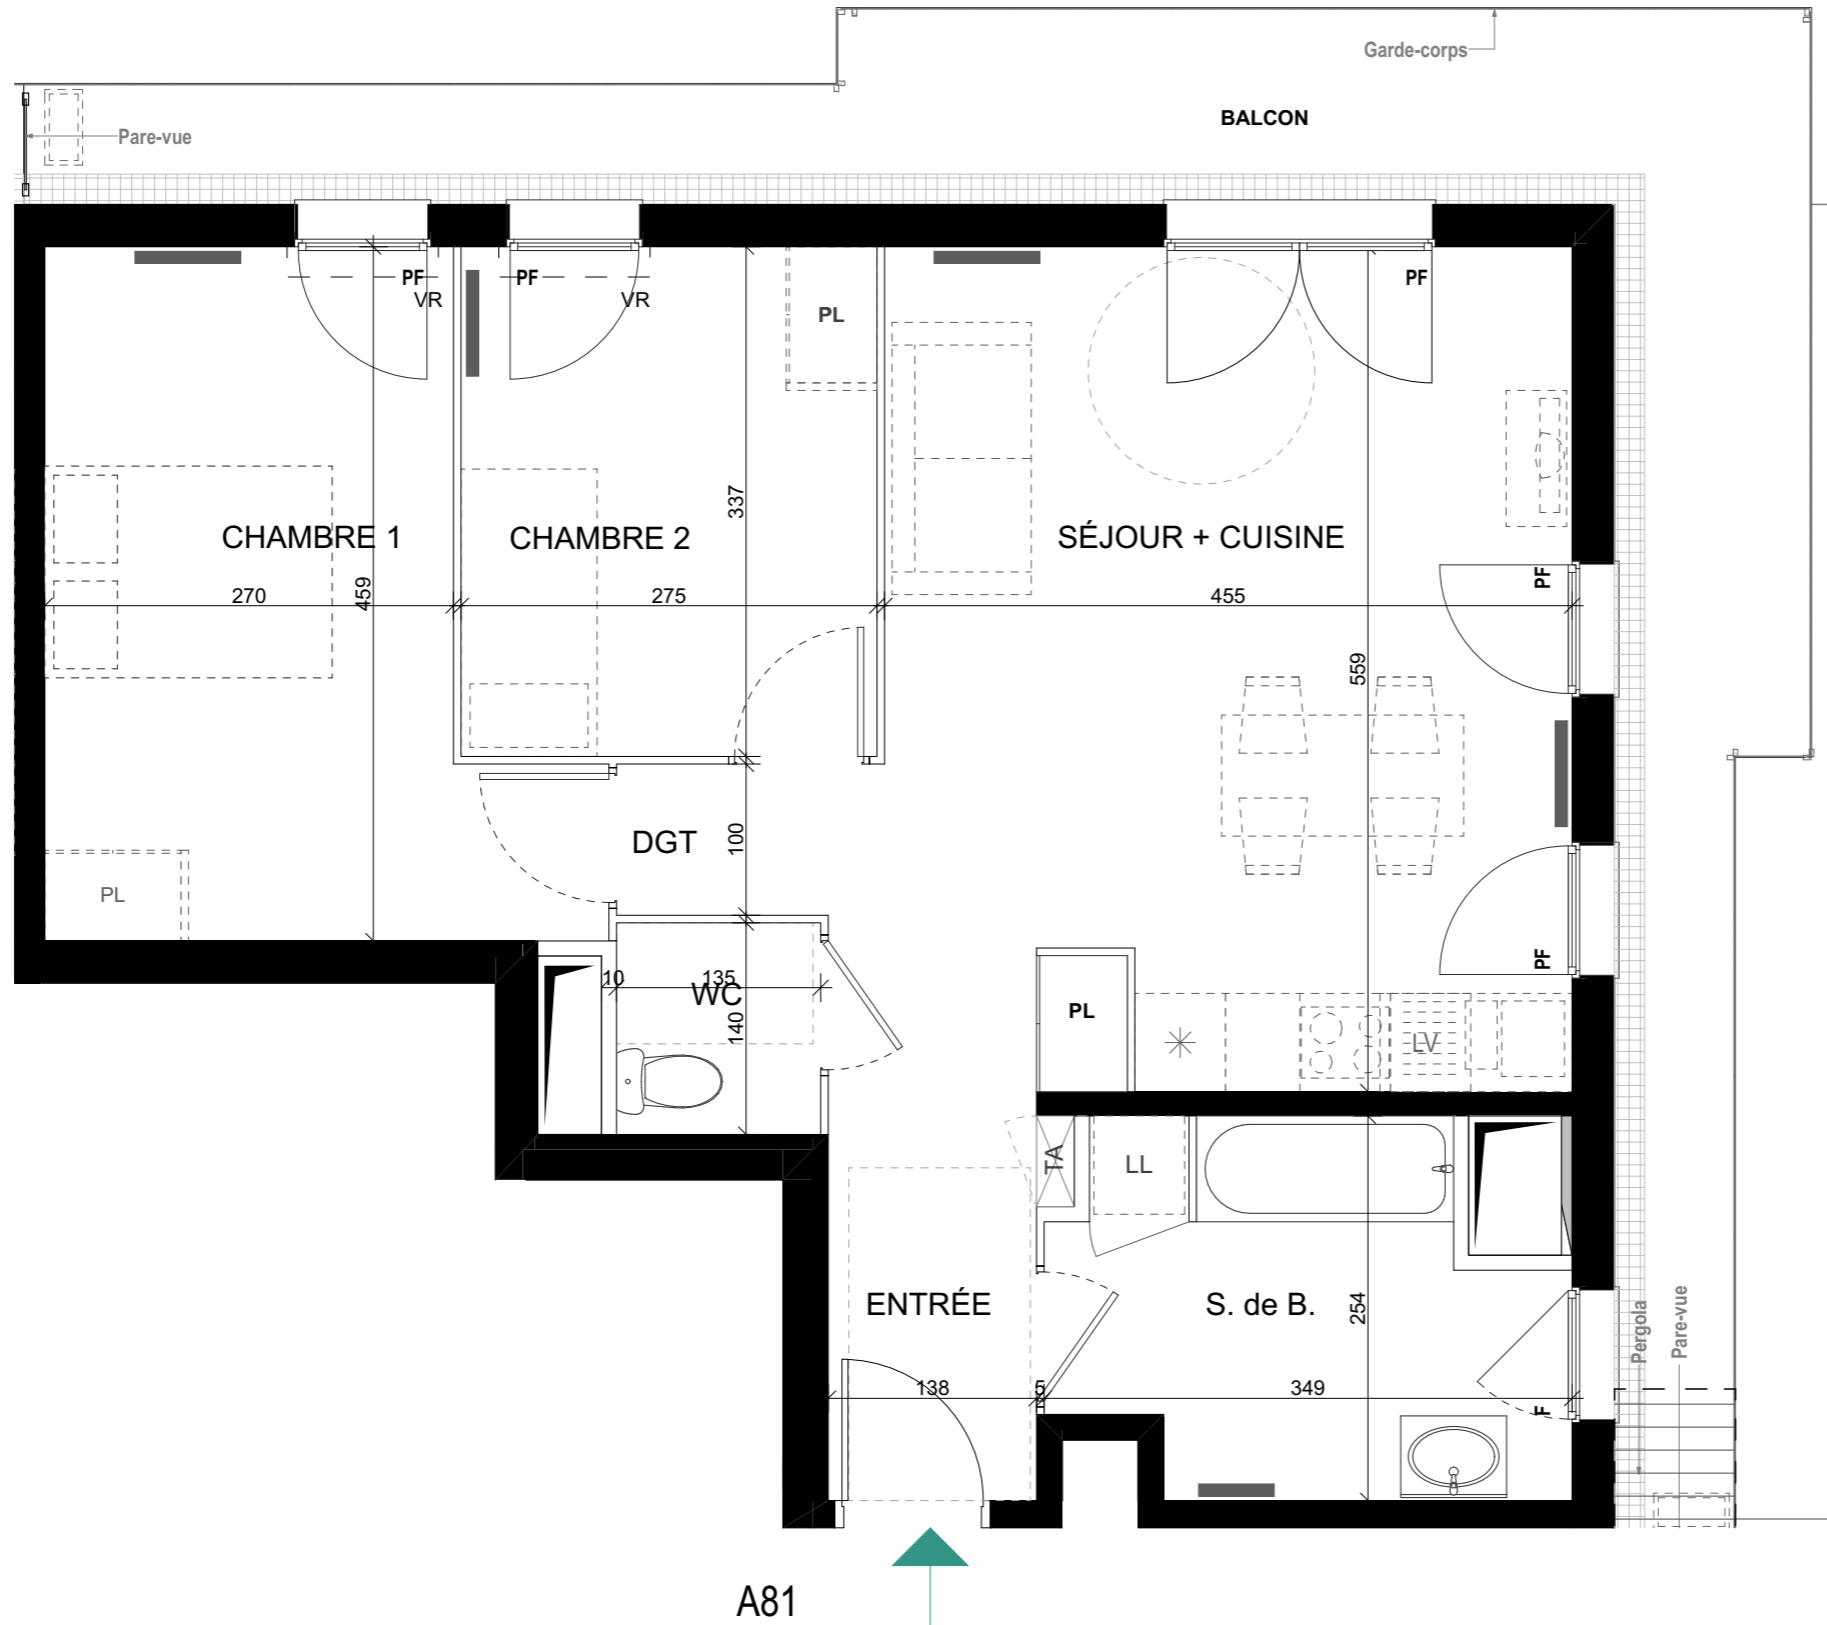 Garde-corps
BALCON
Pare-vue
PF
VR
PF
VR
PL
PF
CHAMBRE 1
CHAMBRE 2
SÉJOUR + CUISINE
337
459
270
275
455
PF
559
DGT
100
PL
10
135
WC
140
PL
LV
PF
TA
LL
ENTRÉE
S. de B.
254
Pergola
Pare-vue
138
5
349
F
A81